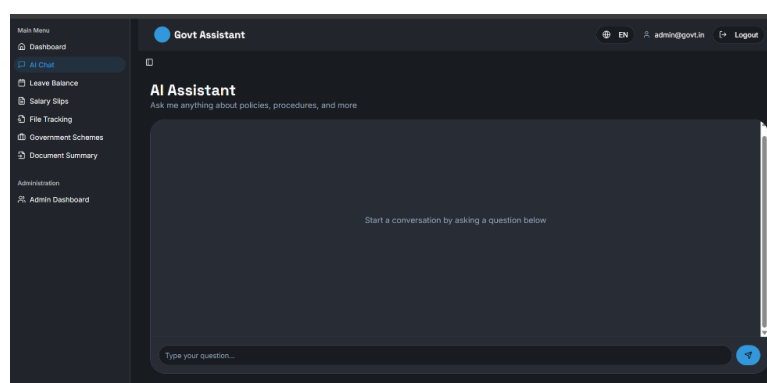 Main Menu
Dashboard
AI Chat
Leave Balance
Salary Slips
File Tracking
Government Schemes
Document Summary
Administration
Admin Dashboard
Govt Assistant
EN
admin@govt.in
Logout
AI Assistant
Ask me anything about policies, procedures, and more
Start a conversation by asking a question below
Type your question...